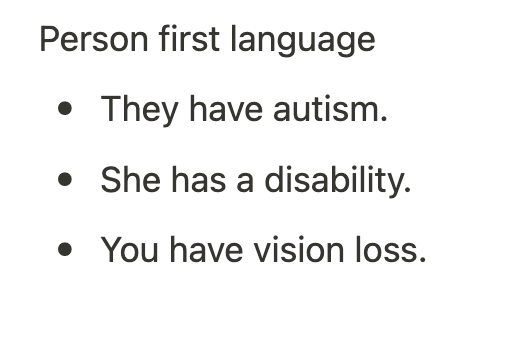 Person first language
• They have autism.
• She has a disability.
• You have vision loss.